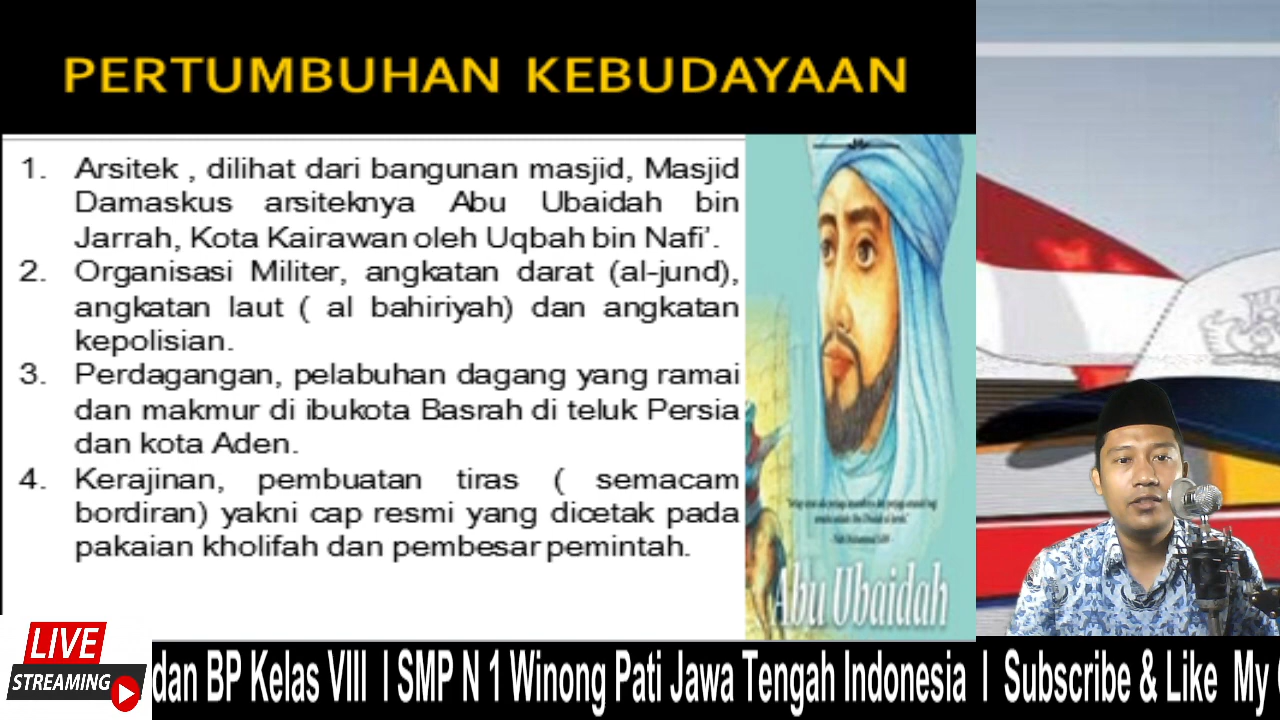 PERTUMBUHAN KEBUDAYAAN
1. Arsitek , dilihat dari bangunan masjid, Masjid
Damaskus arsiteknya Abu Ubaidah bin
Jarrah, Kota Kairawan oleh Uqbah bin Nafi'.
2. Organisasi Militer, angkatan darat (al-jund),
angkatan laut ( al bahiriyah) dan angkatan
kepolisian.
3. Perdagangan, pelabuhan dagang yang ramai
dan makmur di ibukota Basrah di teluk Persia
dan kota Aden.
4. Kerajinan, pembuatan tiras ( semacam
bordiran) yakni cap resmi yang dicetak pada
pakaian kholifah dan pembesar pemintah.
Abu Ubaidah
LIVE
STREAMING
dan BP Kelas VIII I SMP N 1 Winong Pati Jawa Tengah Indonesia I Subscribe & Like My